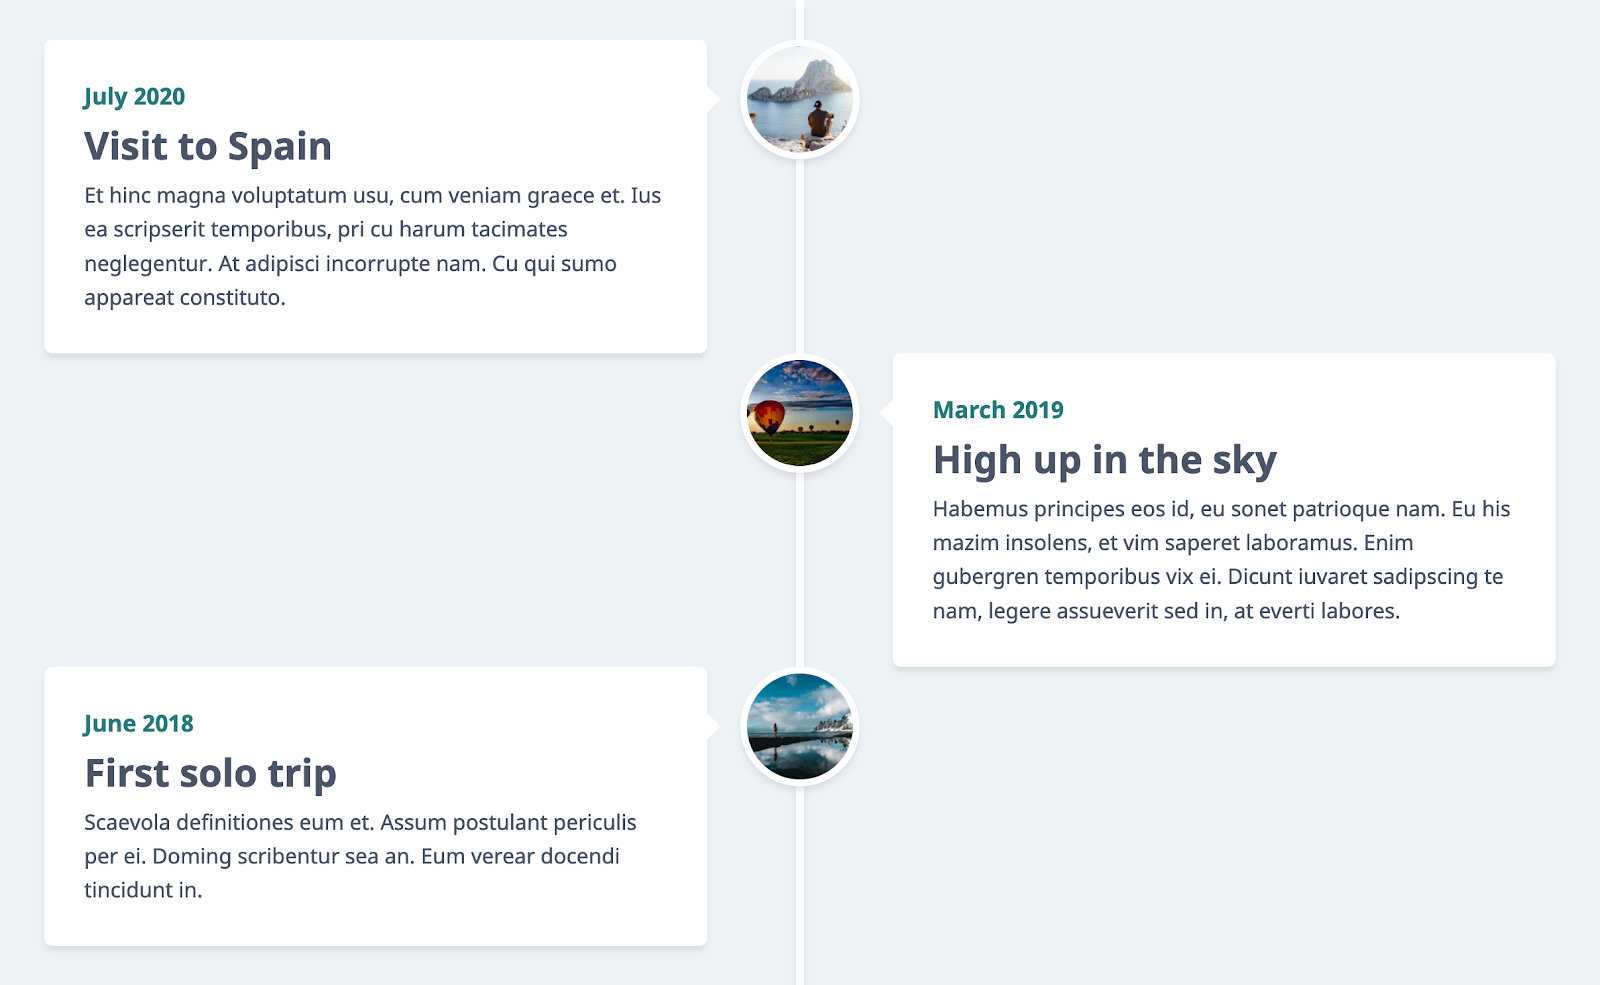 July 2020
Visit to Spain
Et hinc magna voluptatum usu, cum veniam graece et. Ius
ea scripserit temporibus, pri cu harum tacimates
neglegentur. At adipisci incorrupte nam. Cu qui sumo
appareat constituto.
March 2019
High up in the sky
Habemus principes eos id, eu sonet patrioque nam. Eu his
mazim insolens, et vim saperet laboramus. Enim
gubergren temporibus vix ei. Dicunt iuvaret sadipscing te
nam, legere assueverit sed in, at everti labores.
June 2018
First solo trip
Scaevola definitiones eum et. Assum postulant periculis
per ei. Doming scribentur sea an. Eum verear docendi
tincidunt in.